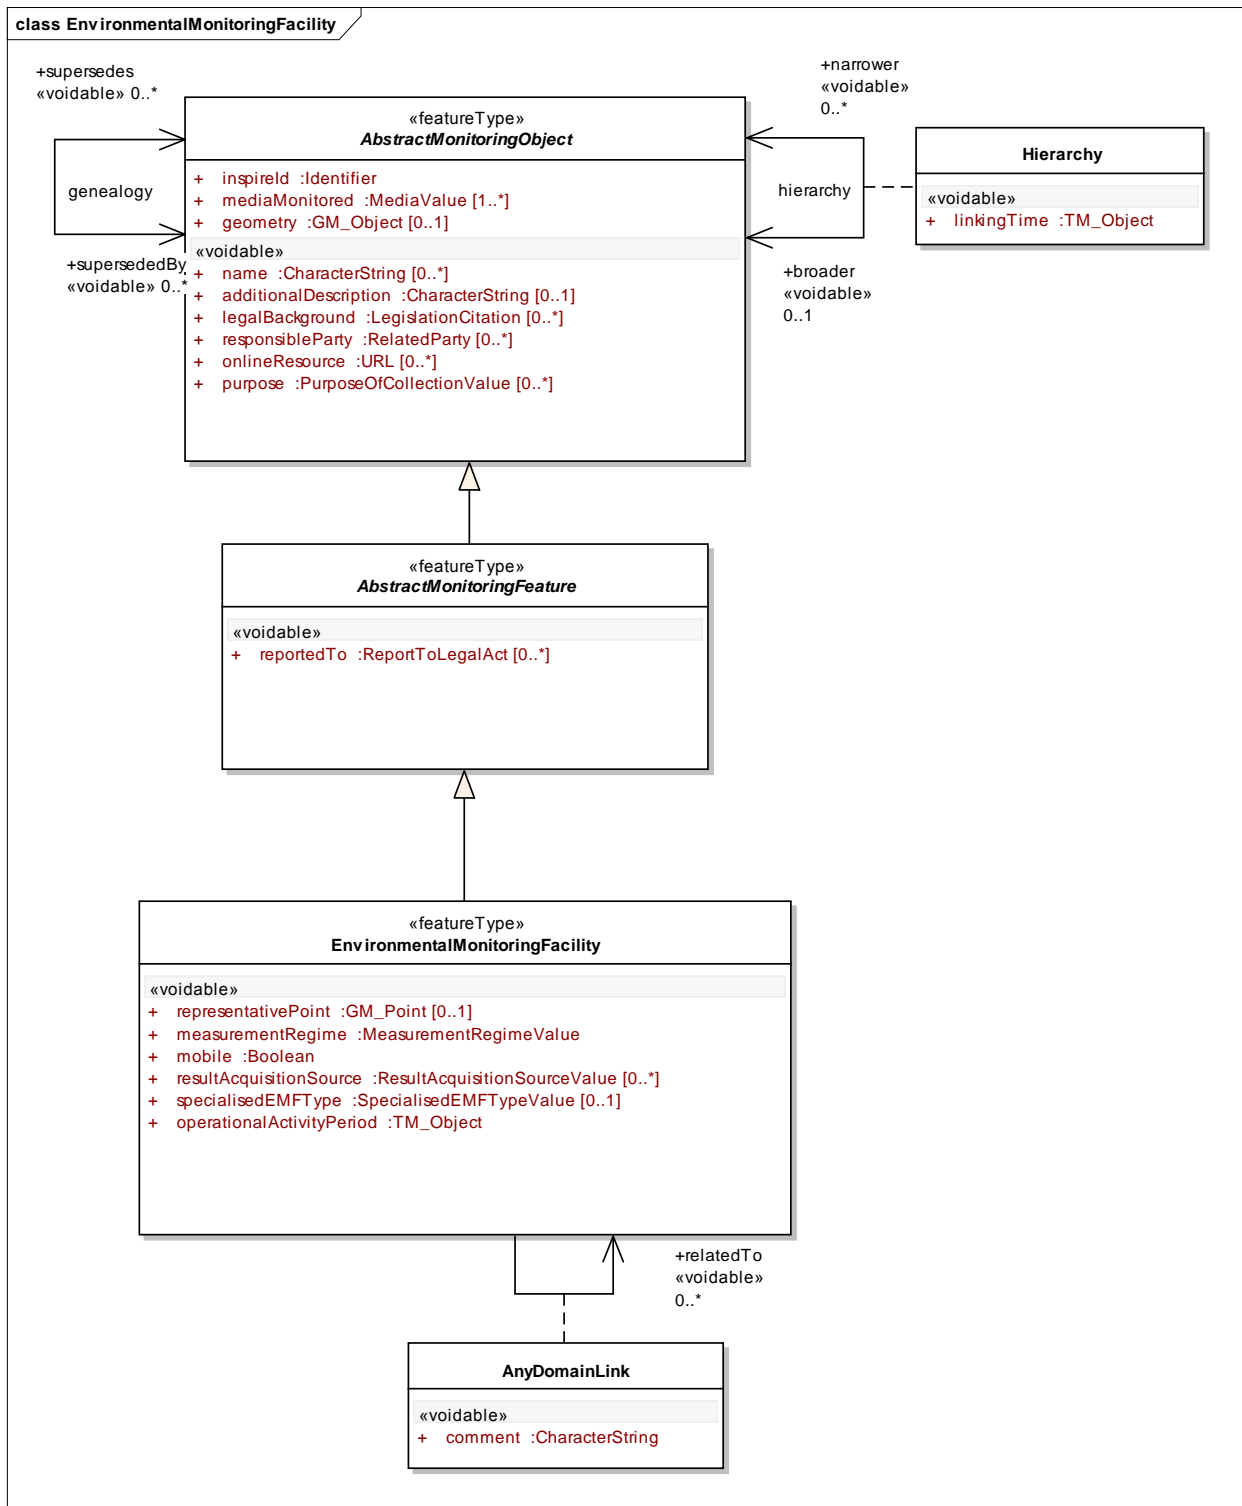 class EnvironmentalMonitoringFacility
+supersedes
«voidable» 0..*
genealogy
+supersededBy
«voidable» 0..*
«featureType»
AbstractMonitoringObject
+ inspireId :Identifier
+ mediaMonitored :MediaValue [1..*]
+ geometry :GM_Object [0..1]
«voidable»
+ name :CharacterString [0..*]
+ additionalDescription :CharacterString [0..1]
+ legalBackground :LegislationCitation [0..*]
+ responsibleParty :RelatedParty [0..*]
+ onlineResource :URL [0..*]
+ purpose :PurposeOfCollectionValue [0..*]
+narrower
«voidable»
0..*
hierarchy
+broader
«voidable»
0..1
Hierarchy
«voidable»
+ linkingTime :TM_Object
«featureType»
AbstractMonitoringFeature
«voidable»
+ reportedTo :ReportToLegalAct [0..*]
«featureType»
EnvironmentalMonitoringFacility
«voidable»
+ representativePoint :GM_Point [0..1]
+ measurementRegime :MeasurementRegimeValue
+ mobile :Boolean
+ resultAcquisitionSource :ResultAcquisitionSourceValue [0..*]
+ specialisedEMFType :SpecialisedEMFTypeValue [0..1]
+ operationalActivityPeriod :TM_Object
+relatedTo
«voidable»
0..*
AnyDomainLink
«voidable»
+ comment :CharacterString